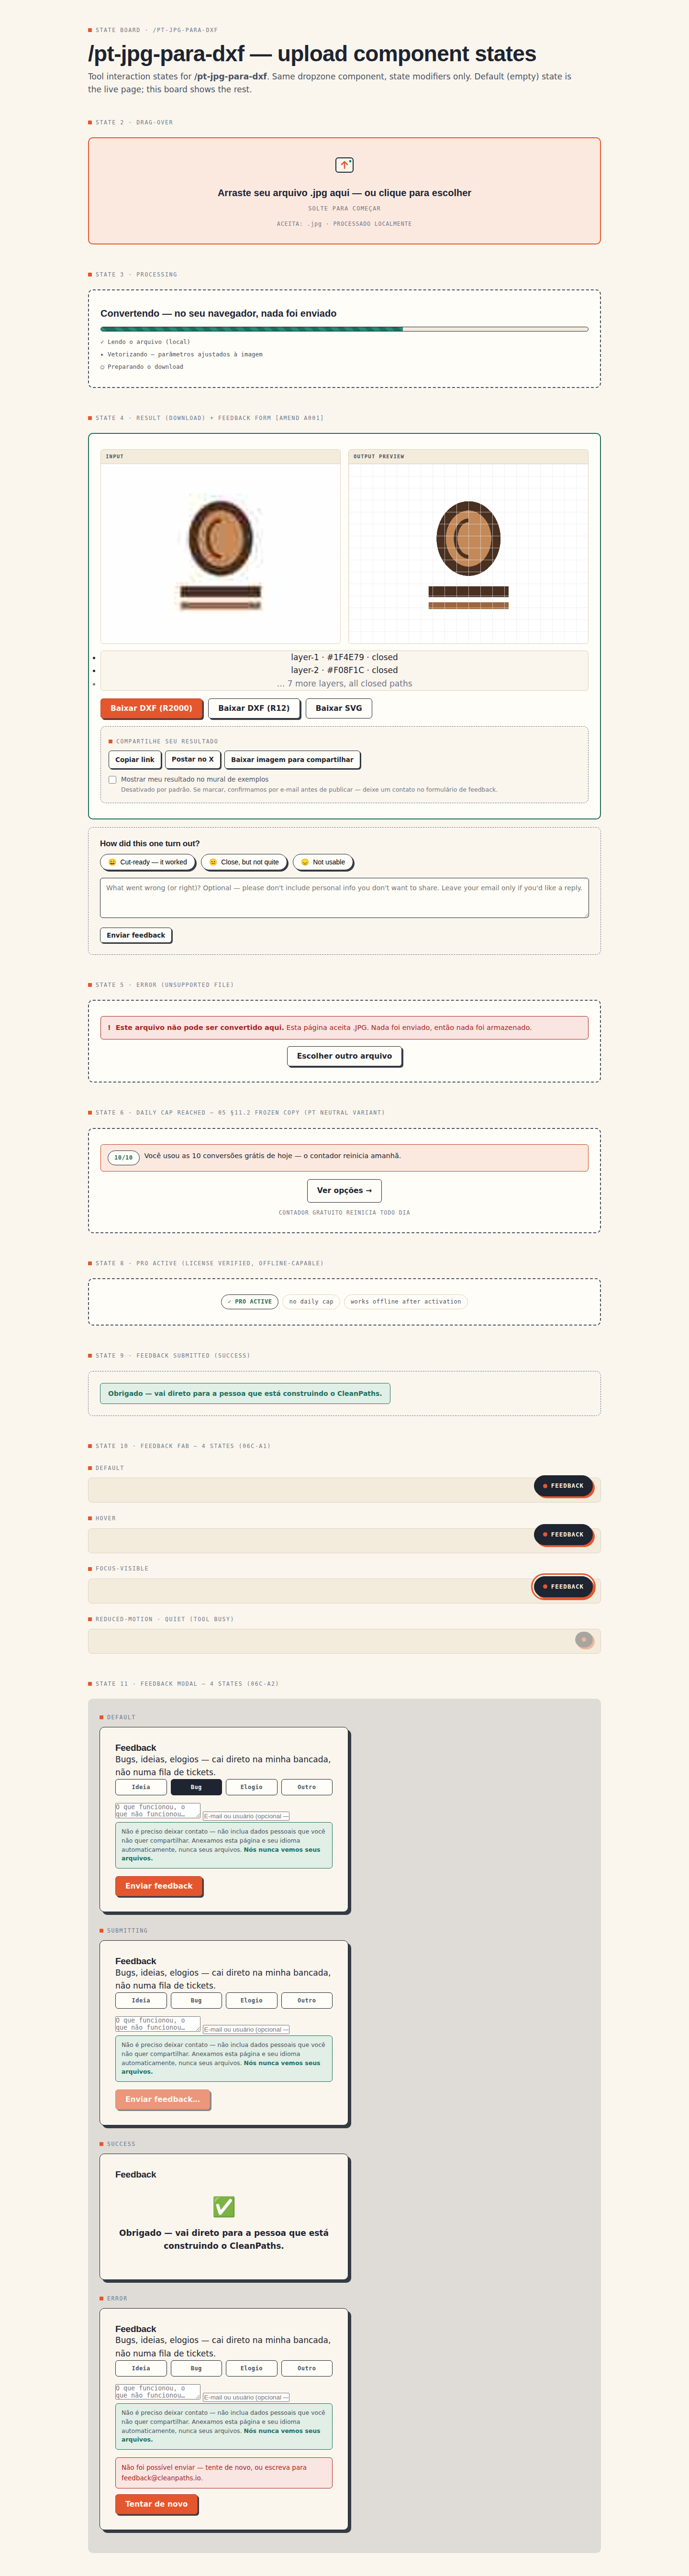 STATE BOARD · /PT-JPG-PARA-DXF
/pt-jpg-para-dxf — upload component states
Tool interaction states for /pt-jpg-para-dxf. Same dropzone component, state modifiers only. Default (empty) state is
the live page; this board shows the rest.
STATE 2 · DRAG-OVER
Arraste seu arquivo .jpg aqui — ou clique para escolher
SOLTE PARA COMEÇAR
ACEITA: .jpg · PROCESSADO LOCALMENTE
STATE 3 · PROCESSING
Convertendo — no seu navegador, nada foi enviado
✓ Lendo o arquivo (local)
▸ Vetorizando — parâmetros ajustados à imagem
○ Preparando o download
STATE 4 · RESULT (DOWNLOAD) + FEEDBACK FORM [AMEND A001]
INPUT
OUTPUT PREVIEW
layer-1 · #1F4E79 · closed
layer-2 · #F08F1C · closed
… 7 more layers, all closed paths
Baixar DXF (R2000)
Baixar DXF (R12)
Baixar SVG
COMPARTILHE SEU RESULTADO
Copiar link
Postar no X
Baixar imagem para compartilhar
Mostrar meu resultado no mural de exemplos
Desativado por padrão. Se marcar, confirmamos por e-mail antes de publicar — deixe um contato no formulário de feedback.
How did this one turn out?
😄 Cut-ready — it worked
😐 Close, but not quite
😞 Not usable
What went wrong (or right)? Optional — please don't include personal info you don't want to share. Leave your email only if you'd like a reply.
Enviar feedback
STATE 5 · ERROR (UNSUPPORTED FILE)
! Este arquivo não pode ser convertido aqui. Esta página aceita .JPG. Nada foi enviado, então nada foi armazenado.
Escolher outro arquivo
STATE 6 · DAILY CAP REACHED — 05 §11.2 FROZEN COPY (PT NEUTRAL VARIANT)
10/10 Você usou as 10 conversões grátis de hoje — o contador reinicia amanhã.
Ver opções →
CONTADOR GRATUITO REINICIA TODO DIA
STATE 8 · PRO ACTIVE (LICENSE VERIFIED, OFFLINE-CAPABLE)
✓ PRO ACTIVE
no daily cap
works offline after activation
STATE 9 · FEEDBACK SUBMITTED (SUCCESS)
Obrigado — vai direto para a pessoa que está construindo o CleanPaths.
STATE 10 · FEEDBACK FAB — 4 STATES (06C-A1)
DEFAULT
FEEDBACK
HOVER
FEEDBACK
FOCUS-VISIBLE
FEEDBACK
REDUCED-MOTION · QUIET (TOOL BUSY)
STATE 11 · FEEDBACK MODAL — 4 STATES (06C-A2)
DEFAULT
Feedback
Bugs, ideias, elogios — cai direto na minha bancada,
não numa fila de tickets.
Ideia
Bug
Elogio
Outro
O que funcionou, o
que não funcionou…
E-mail ou usuário (opcional —
Não é preciso deixar contato — não inclua dados pessoais que você
não quer compartilhar. Anexamos esta página e seu idioma
automaticamente, nunca seus arquivos. Nós nunca vemos seus
arquivos.
Enviar feedback
SUBMITTING
Feedback
Bugs, ideias, elogios — cai direto na minha bancada,
não numa fila de tickets.
Ideia
Bug
Elogio
Outro
O que funcionou, o
que não funcionou…
E-mail ou usuário (opcional —
Não é preciso deixar contato — não inclua dados pessoais que você
não quer compartilhar. Anexamos esta página e seu idioma
automaticamente, nunca seus arquivos. Nós nunca vemos seus
arquivos.
Enviar feedback…
SUCCESS
Feedback
Obrigado — vai direto para a pessoa que está
construindo o CleanPaths.
ERROR
Feedback
Bugs, ideias, elogios — cai direto na minha bancada,
não numa fila de tickets.
Ideia
Bug
Elogio
Outro
O que funcionou, o
que não funcionou…
E-mail ou usuário (opcional —
Não é preciso deixar contato — não inclua dados pessoais que você
não quer compartilhar. Anexamos esta página e seu idioma
automaticamente, nunca seus arquivos. Nós nunca vemos seus
arquivos.
Não foi possível enviar — tente de novo, ou escreva para
feedback@cleanpaths.io.
Tentar de novo